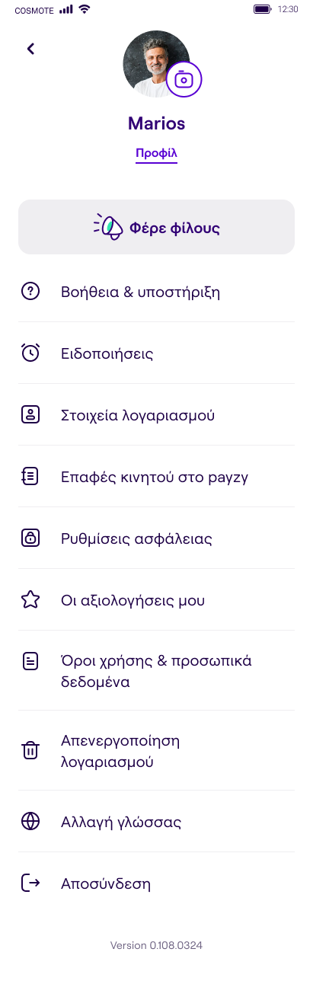 COSMOTE 12:30
Marios
Προφίλ
Φέρε φίλους
Βοήθεια & υποστήριξη
Ειδοποιήσεις
Στοιχεία λογαριασμού
Επαφές κινητού στο payzy
Ρυθμίσεις ασφάλειας
Οι αξιολογήσεις μου
Όροι χρήσης & προσωπικά
δεδομένα
Απενεργοποίηση
λογαριασμού
Αλλαγή γλώσσας
Αποσύνδεση
Version 0.108.0324